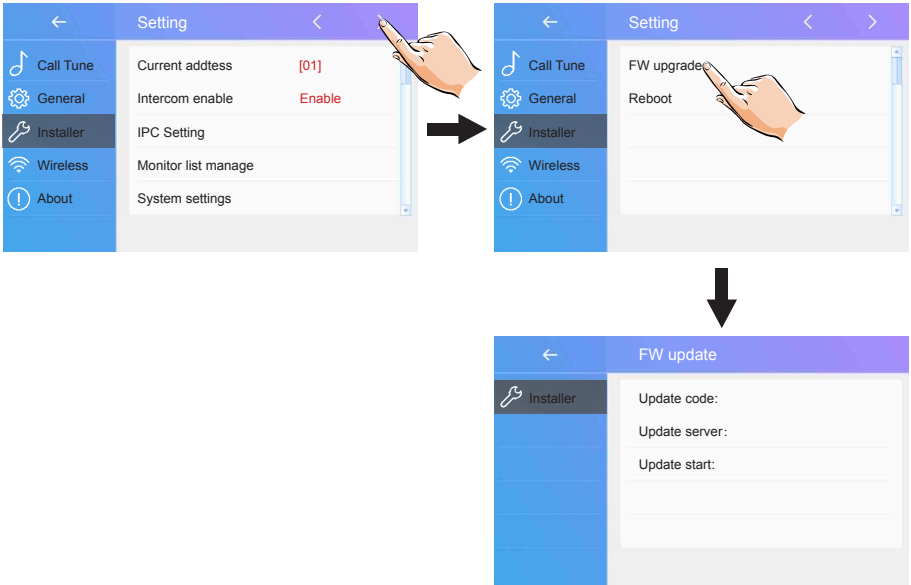 Setting
Call Tune
General
Installer
Wireless
About
Current addtess [01]
Intercom enable Enable
IPC Setting
Monitor list manage
System settings
Setting
Call Tune
General
Installer
Wireless
About
FW upgrade
Reboot
FW update
Installer
Update code:
Update server:
Update start: